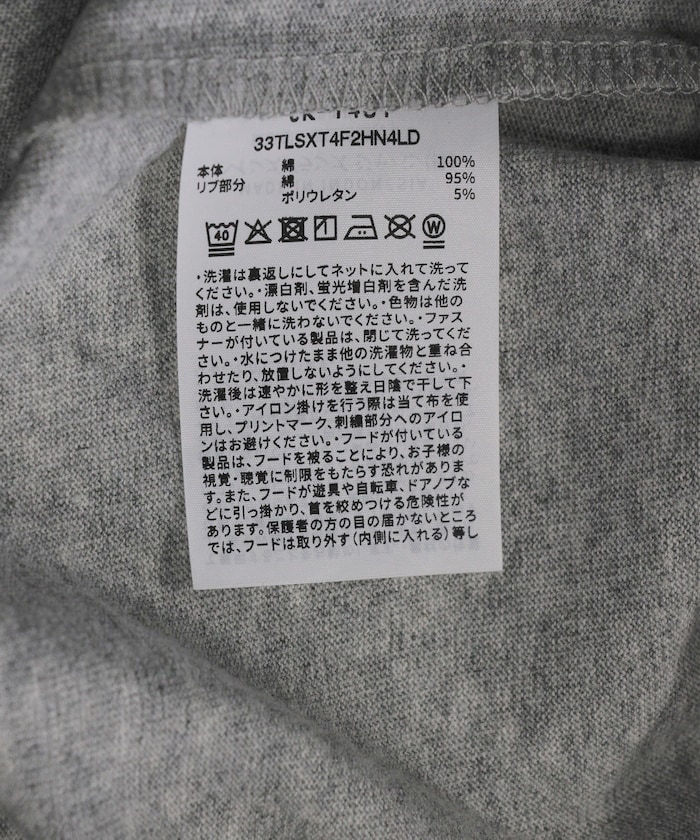 33TLSXT4F2HN4LD
本体 綿 100%
リブ部分 綿 95%
ポリウレタン 5%
40 W
・洗濯は裏返しにしてネットに入れて洗って
ください。・漂白剤、蛍光増白剤を含んだ洗
剤は、使用しないでください。・色物は他の
ものと一緒に洗わないでください。・ファス
ナーが付いている製品は、閉じて洗ってくだ
さい。・水につけたまま他の洗濯物と重ね合
わせたり、放置しないようにしてください。・
洗濯後は速やかに形を整え日陰で干して下
さい。・アイロン掛けを行う際は当て布を使
用し、プリントマーク、刺繍部分へのアイロ
ンはお避けください。・フードが付いている
製品は、フードを被ることにより、お子様の
視覚・聴覚に制限をもたらす恐れがありま
す。また、フードが遊具や自転車、ドアノブな
どに引っ掛かり、首を絞めつける危険性が
あります。保護者の方の目の届かないところ
では、フードは取り外す（内側に入れる）等し